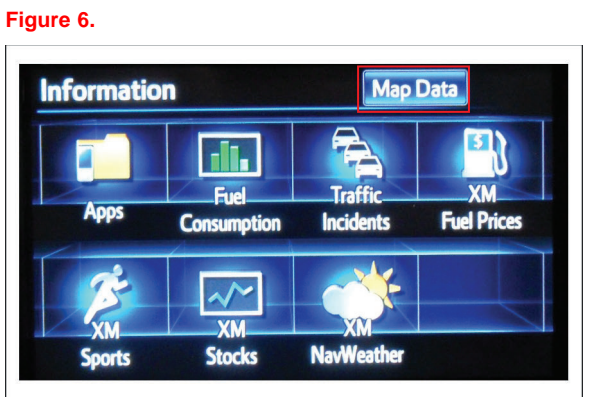 Figure 6.
Information
Map Data
Apps
Fuel
Consumption
Traffic
Incidents
XM
Fuel Prices
XM
Sports
XM
Stocks
XM
NavWeather